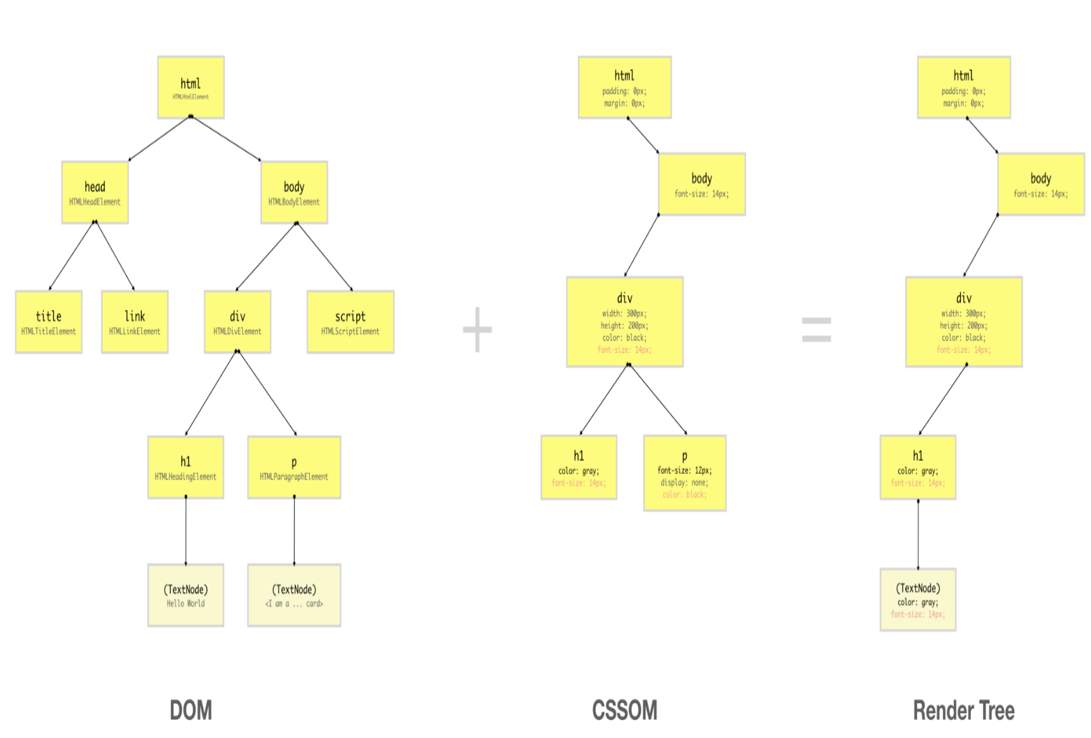 html
HTMLHtmlElement
head
HTMLHeadElement
body
HTMLBodyElement
title
HTMLTitleElement
link
HTMLLinkElement
div
HTMLDivElement
script
HTMLScriptElement
h1
HTMLHeadingElement
p
HTMLParagraphElement
(TextNode)
Hello World
(TextNode)
<I am a ... card>
DOM
+
html
padding: 0px;
margin: 0px;
body
font-size: 14px;
div
width: 300px;
height: 200px;
color: black;
font-size: 14px;
h1
color: gray;
font-size: 14px;
p
font-size: 12px;
display: none;
color: black;
CSSOM
=
html
padding: 0px;
margin: 0px;
body
font-size: 14px;
div
width: 300px;
height: 200px;
color: black;
font-size: 14px;
h1
color: gray;
font-size: 14px;
(TextNode)
color: gray;
font-size: 14px;
Render Tree